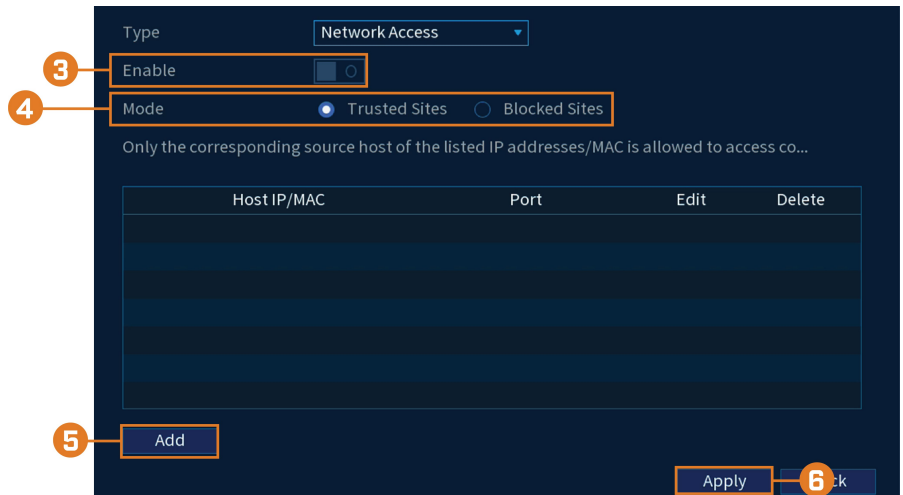 Type Network Access
3 Enable
4 Mode Trusted Sites Blocked Sites
Only the corresponding source host of the listed IP addresses/MAC is allowed to access co...
Host IP/MAC Port Edit Delete
5 Add
Apply 6 ck